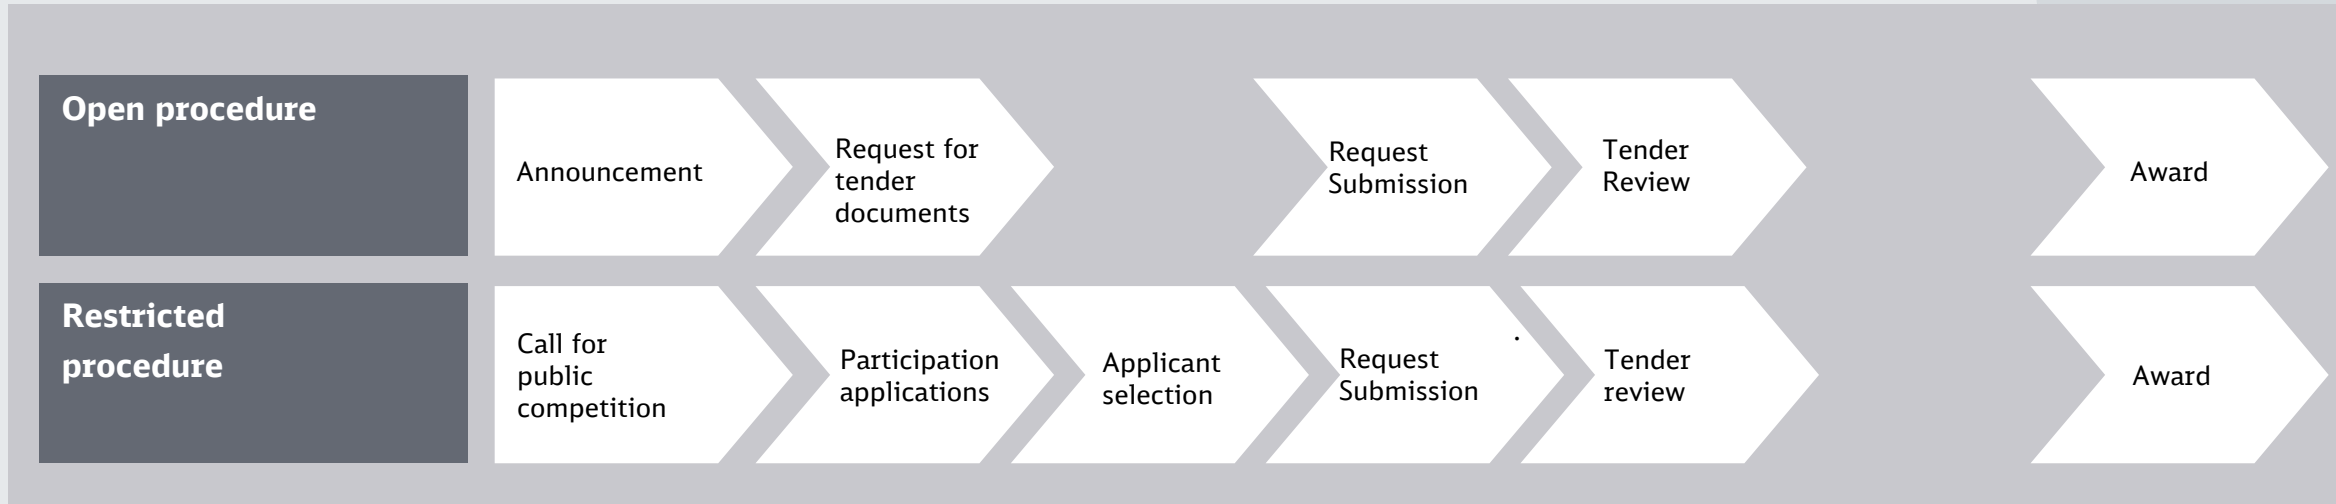 Open procedure
Announcement
Request for
tender
documents
Request
Submission
Tender
Review
Award
Restricted
procedure
Call for
public
competition
Participation
applications
Applicant
selection
Request
Submission
.
Tender
review
Award